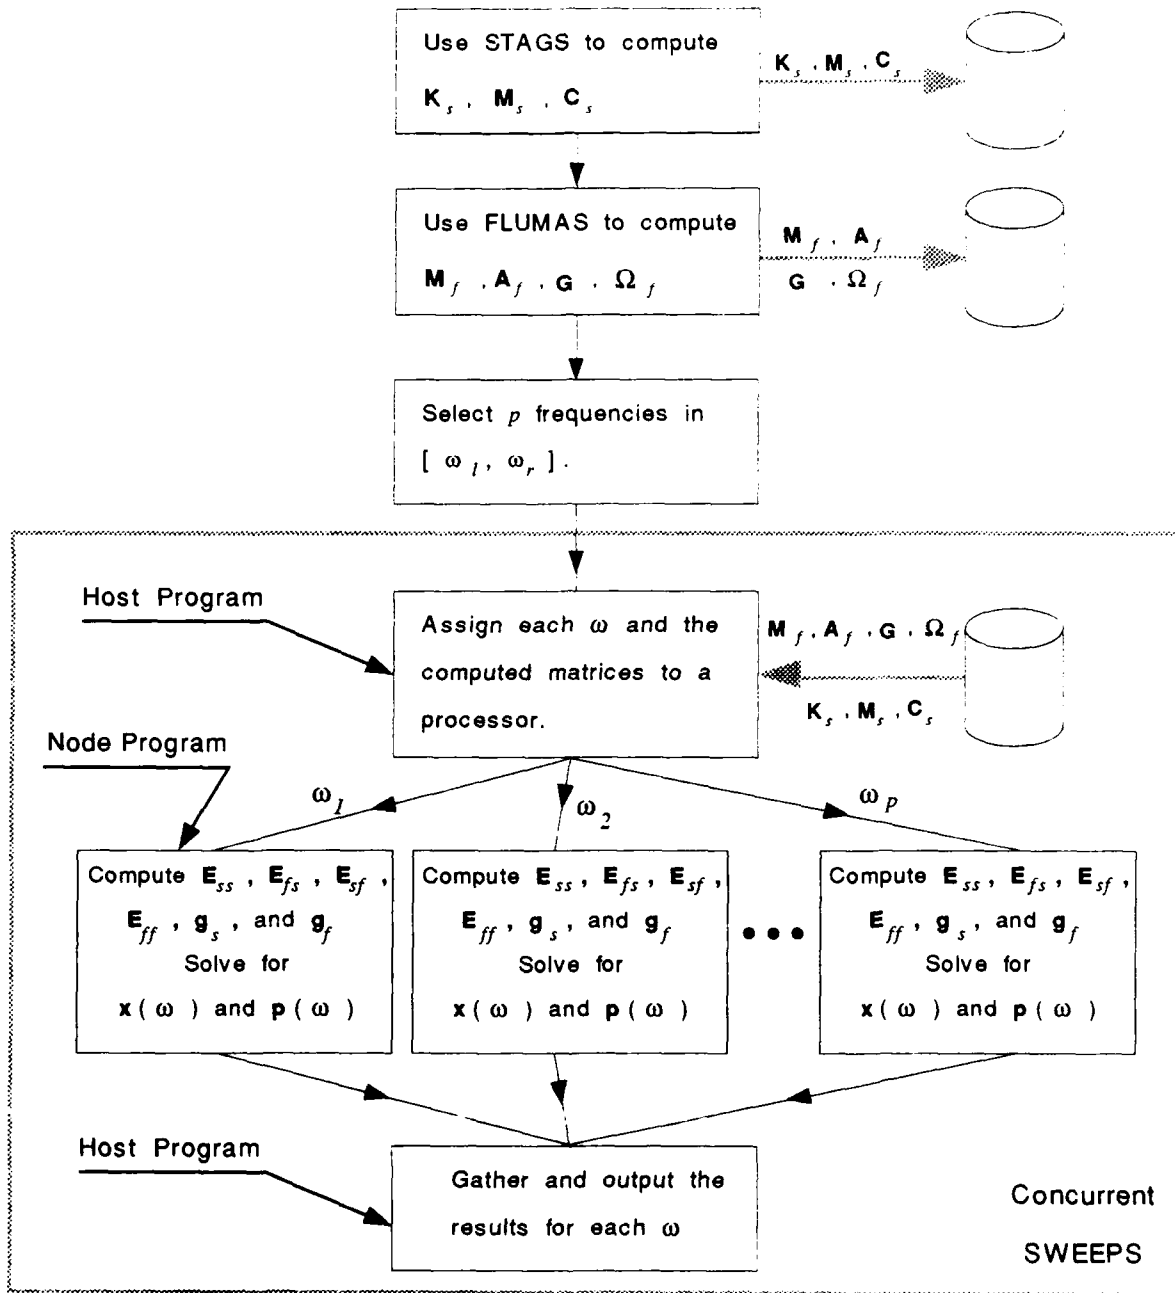 Use STAGS to compute
K_s , M_s , C_s
K_s , M_s , C_s
Use FLUMAS to compute
M_f , A_f , G , Ω_f
M_f , A_f
G , Ω_f
Select p frequencies in
[ ω_l , ω_r ] .
Host Program
Assign each ω and the
computed matrices to a
processor.
M_f , A_f , G , Ω_f
K_s , M_s , C_s
Node Program
ω_1
ω_2
ω_p
Compute E_ss , E_fs , E_sf ,
E_ff , g_s , and g_f
Solve for
x ( ω ) and p ( ω )
Compute E_ss , E_fs , E_sf ,
E_ff , g_s , and g_f
Solve for
x ( ω ) and p ( ω )
• • •
Compute E_ss , E_fs , E_sf ,
E_ff , g_s , and g_f
Solve for
x ( ω ) and p ( ω )
Host Program
Gather and output the
results for each ω
Concurrent
SWEEPS